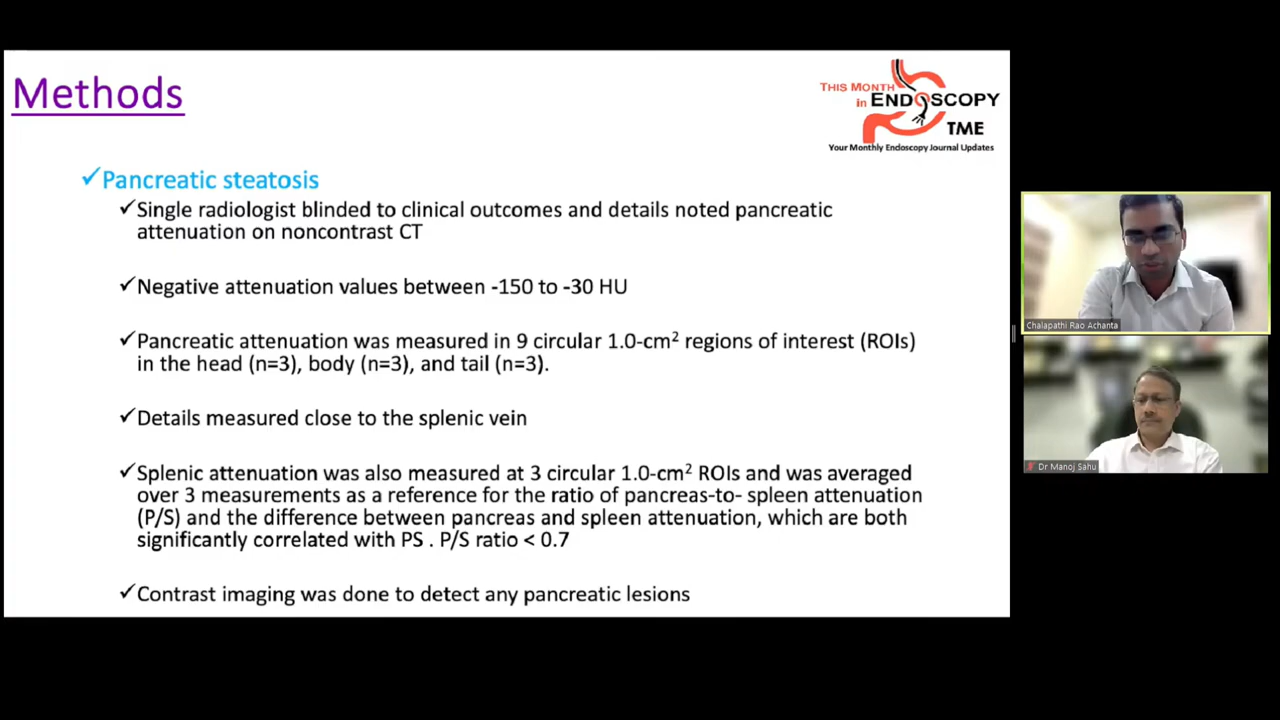 Methods
THIS MONTH
in ENDOSCOPY
TME
Your Monthly Endoscopy Journal Updates
✓Pancreatic steatosis
✓Single radiologist blinded to clinical outcomes and details noted pancreatic
attenuation on noncontrast CT
✓Negative attenuation values between -150 to -30 HU
✓Pancreatic attenuation was measured in 9 circular 1.0-cm² regions of interest (ROIs)
in the head (n=3), body (n=3), and tail (n=3).
✓Details measured close to the splenic vein
✓Splenic attenuation was also measured at 3 circular 1.0-cm² ROIs and was averaged
over 3 measurements as a reference for the ratio of pancreas-to- spleen attenuation
(P/S) and the difference between pancreas and spleen attenuation, which are both
significantly correlated with PS . P/S ratio < 0.7
✓Contrast imaging was done to detect any pancreatic lesions
Chalapathi Rao Achanta
Dr Manoj Sahu